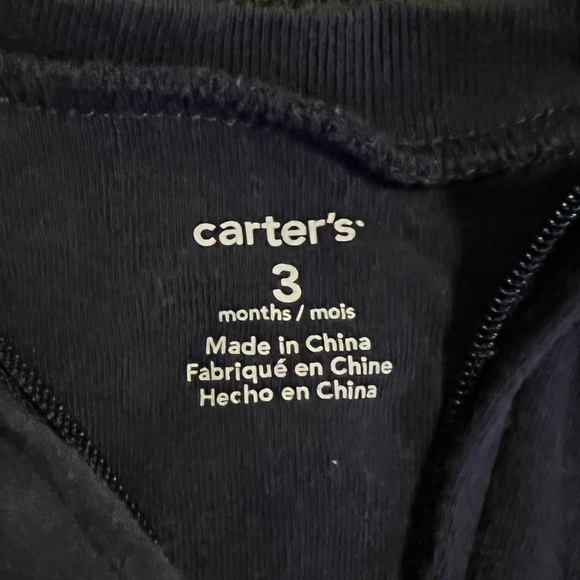 carter's
3
months / mois
Made in China
Fabriqué en Chine
Hecho en China